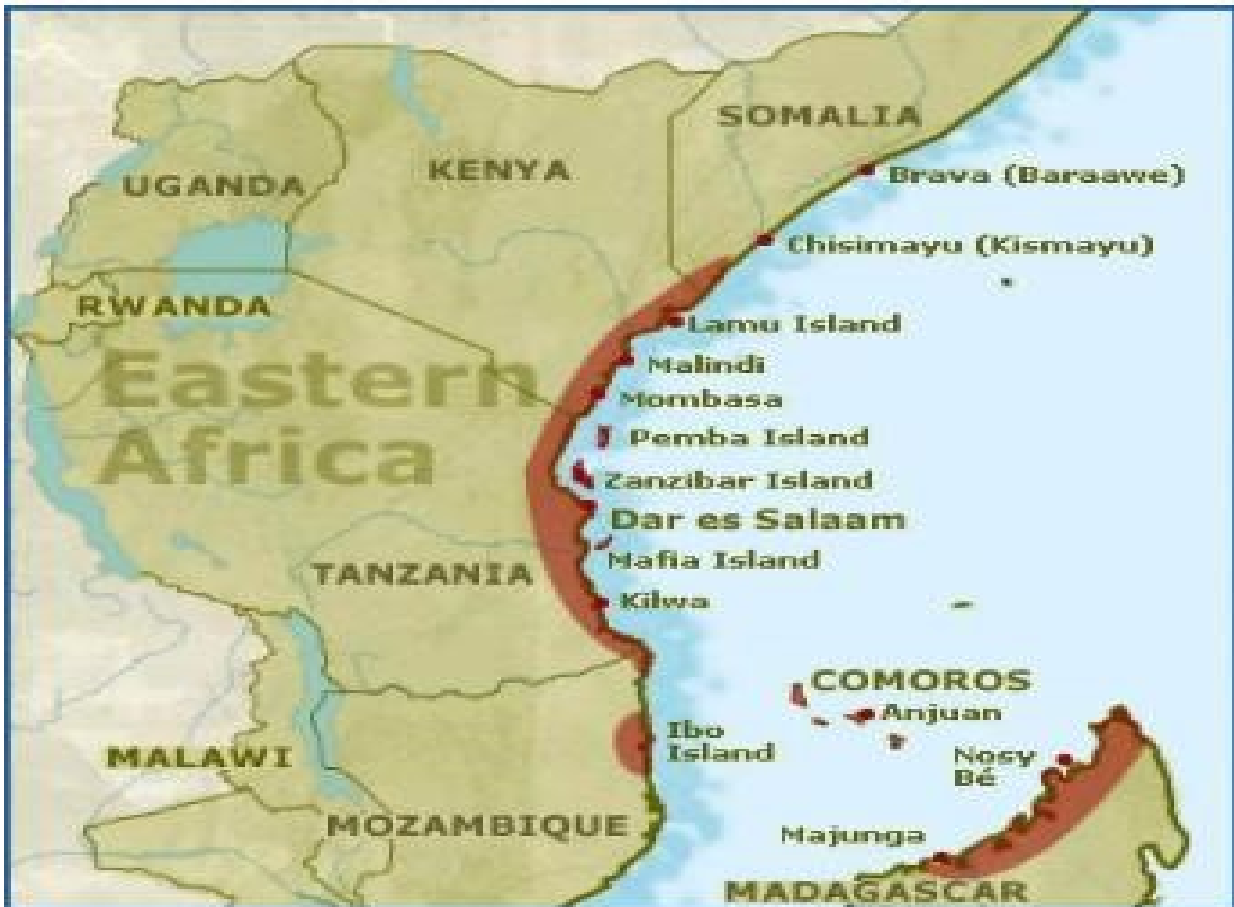 SOMALIA
KENYA
Brava (Baraawe)
UGANDA
Chisimayu (Kismayu)
RWANDA
Lamu Island
Eastern
Africa
Malindi
Mombasa
Pemba Island
Zanzibar Island
Dar es Salaam
Mafia Island
TANZANIA
Kilwa
COMOROS
Anjuan
Ibo
Island
MALAWI
Nosy
Bé
MOZAMBIQUE
Majunga
MADAGASCAR